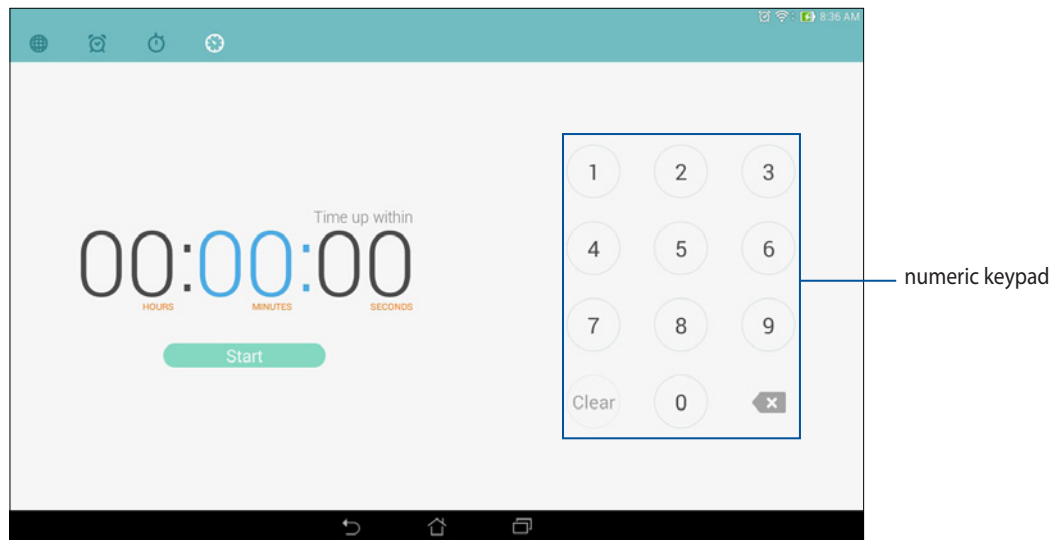 8:36 AM
Time up within
00:00:00
HOURS MINUTES SECONDS
Start
1 2 3
4 5 6
7 8 9
Clear 0
numeric keypad